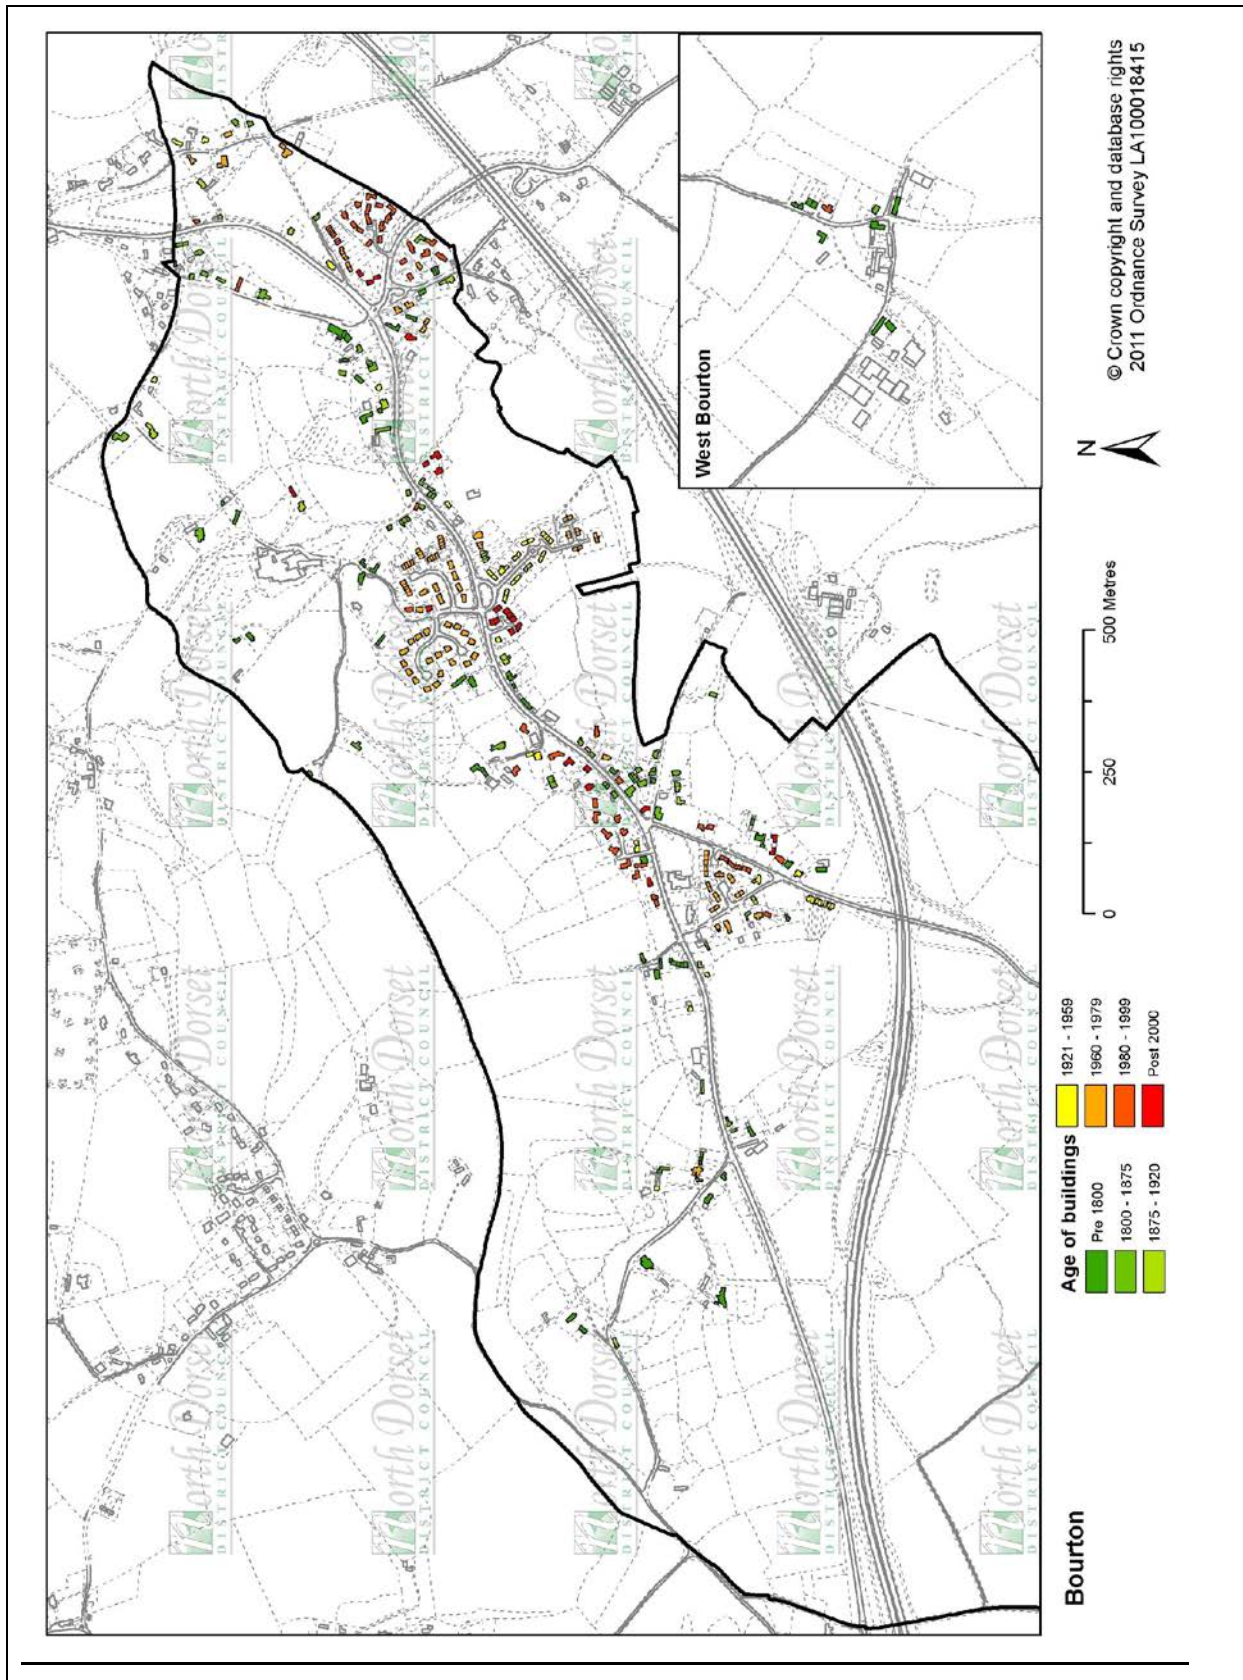 Bourton
Age of buildings
Pre 1800
1800 - 1875
1875 - 1920
1921 - 1959
1960 - 1979
1980 - 1999
Post 2000
0
250
500 Metres
N
© Crown copyright and database rights
2011 Ordnance Survey LA100018415
West Bourton
North Dorset
DISTRICT COUNCIL